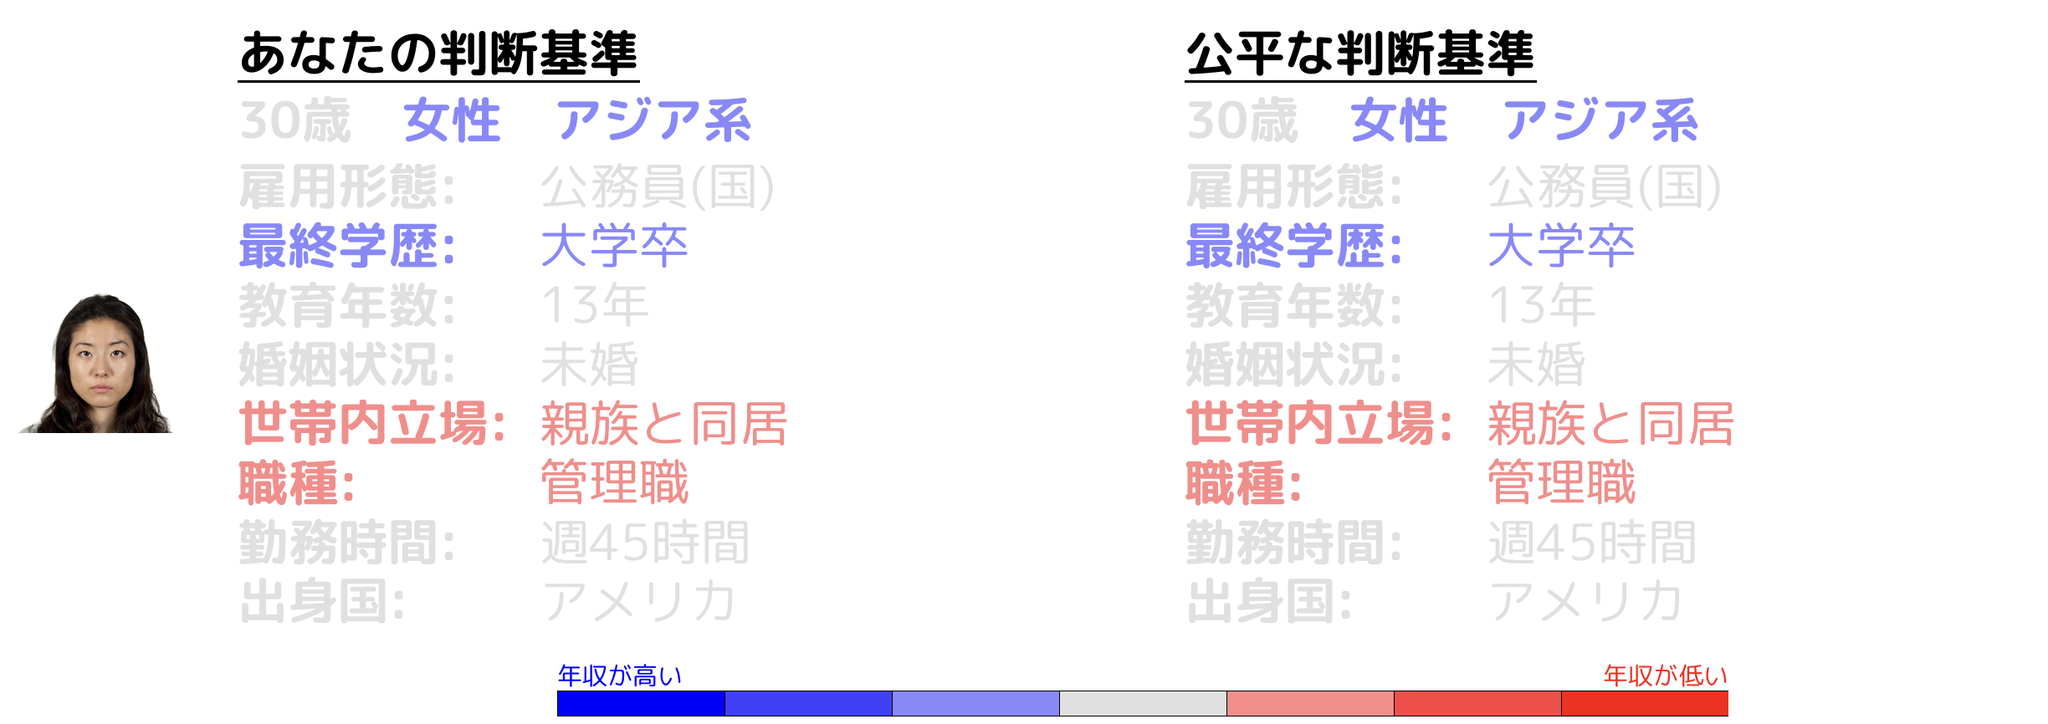 あなたの判断基準
30歳 女性 アジア系
雇用形態: 公務員(国)
最終学歴: 大学卒
教育年数: 13年
婚姻状況: 未婚
世帯内立場: 親族と同居
職種: 管理職
勤務時間: 週45時間
出身国: アメリカ
公平な判断基準
30歳 女性 アジア系
雇用形態: 公務員(国)
最終学歴: 大学卒
教育年数: 13年
婚姻状況: 未婚
世帯内立場: 親族と同居
職種: 管理職
勤務時間: 週45時間
出身国: アメリカ
年収が高い
年収が低い